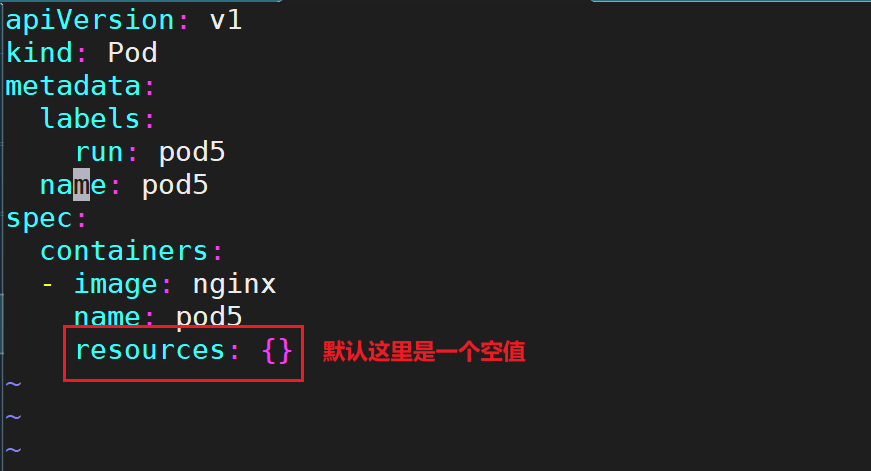 apiVersion: v1
kind: Pod
metadata:
  labels:
    run: pod5
  name: pod5
spec:
  containers:
  - image: nginx
    name: pod5
    resources: {} 默认这里是一个空值
~
~
~